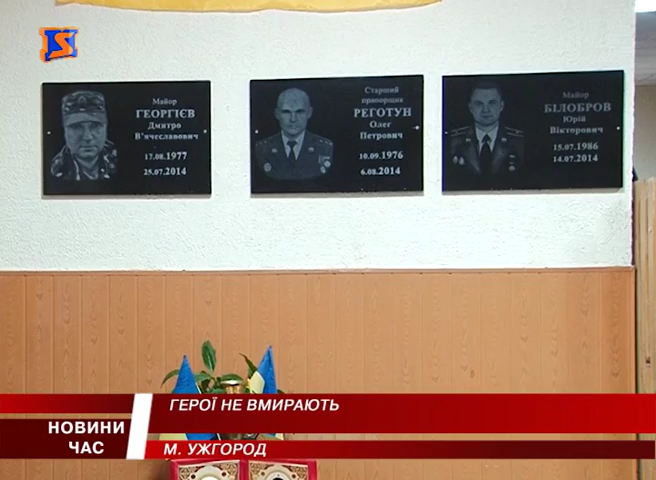 Майор
ГЕОРГІЄВ
Дмитро
В'ячеславович
17.08.1977
25.07.2014
Старший
прапорщик
РЕГОТУН
Олег
Петрович
10.09.1976
6.08.2014
Майор
БІЛОБРОВ
Юрій
Вікторович
15.07.1986
14.07.2014
ГЕРОЇ НЕ ВМИРАЮТЬ
НОВИНИ
ЧАС
М. УЖГОРОД